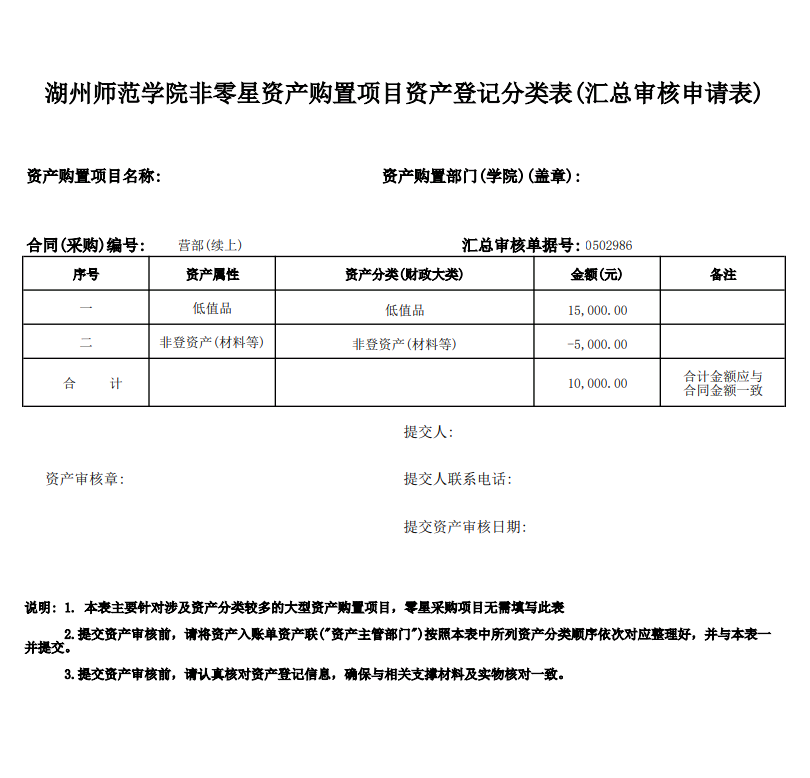 湖州师范学院非零星资产购置项目资产登记分类表(汇总审核申请表)
资产购置项目名称: 资产购置部门(学院)(盖章):
合同(采购)编号: 营部(续上) 汇总审核单据号: 0502986
序号 资产属性 资产分类(财政大类) 金额(元) 备注
一 低值品 低值品 15,000.00
二 非登资产(材料等) 非登资产(材料等) -5,000.00
合 计 10,000.00 合计金额应与
合同金额一致
提交人:
资产审核章: 提交人联系电话:
提交资产审核日期:
说明: 1. 本表主要针对涉及资产分类较多的大型资产购置项目，零星采购项目无需填写此表
2.提交资产审核前，请将资产入账单资产联("资产主管部门")按照本表中所列资产分类顺序依次对应整理好，并与本表一
并提交。
3.提交资产审核前，请认真核对资产登记信息，确保与相关支撑材料及实物核对一致。